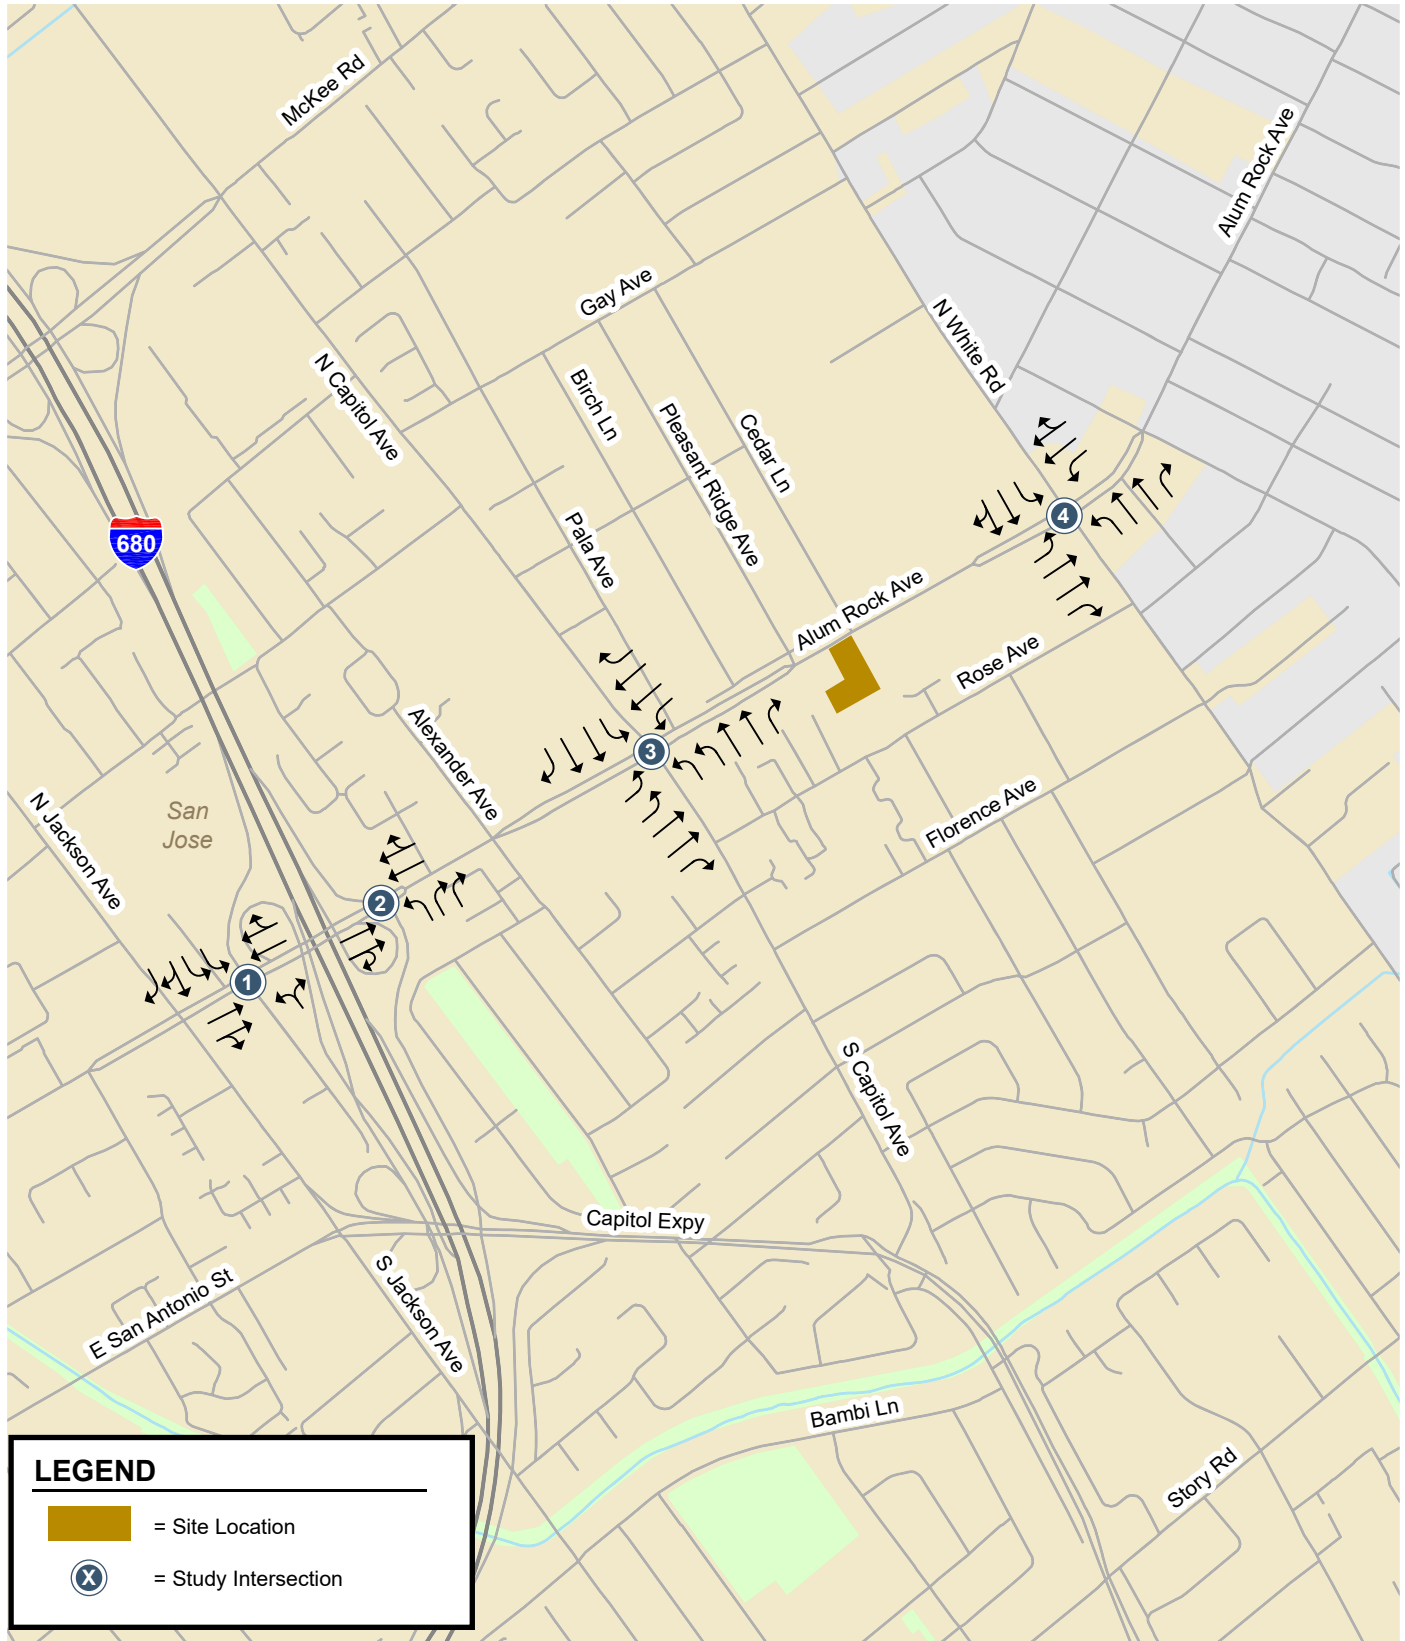 McKee Rd
Alum Rock Ave
Gay Ave
N White Rd
N Capitol Ave
Birch Ln
Pleasant Ridge Ave
Cedar Ln
680
Pala Ave
4
Alum Rock Ave
Rose Ave
Alexander Ave
3
N Jackson Ave
San
Jose
Florence Ave
2
1
S Capitol Ave
Capitol Expy
E San Antonio St
S Jackson Ave
Bambi Ln
Story Rd
LEGEND
= Site Location
X = Study Intersection